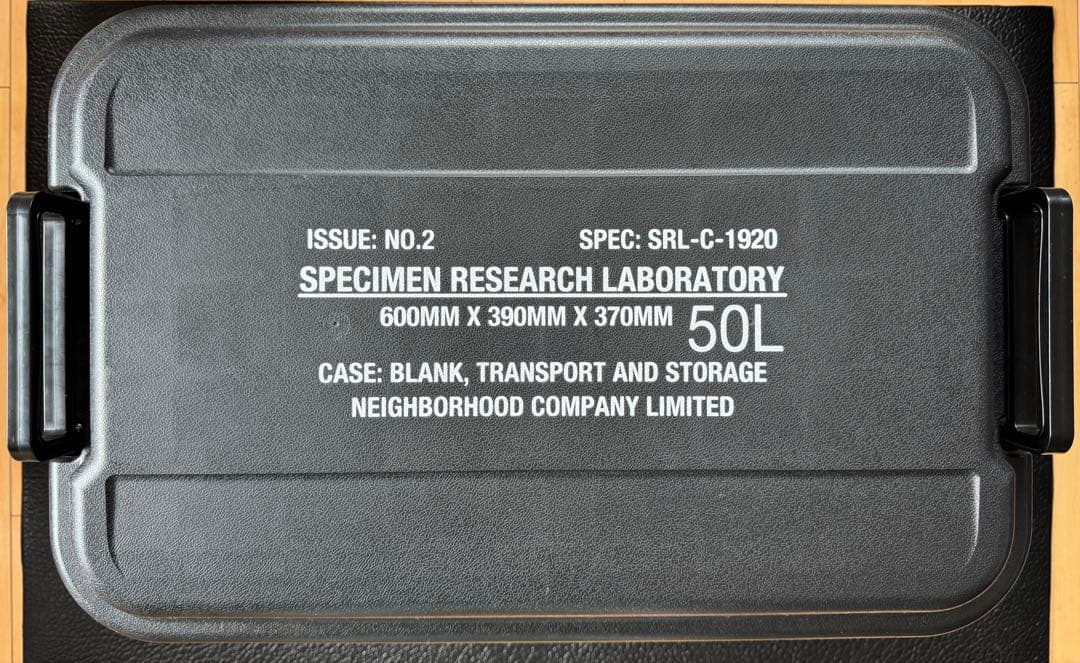 ISSUE: NO.2 SPEC: SRL-C-1920
SPECIMEN RESEARCH LABORATORY
600MM X 390MM X 370MM 50L
CASE: BLANK, TRANSPORT AND STORAGE
NEIGHBORHOOD COMPANY LIMITED